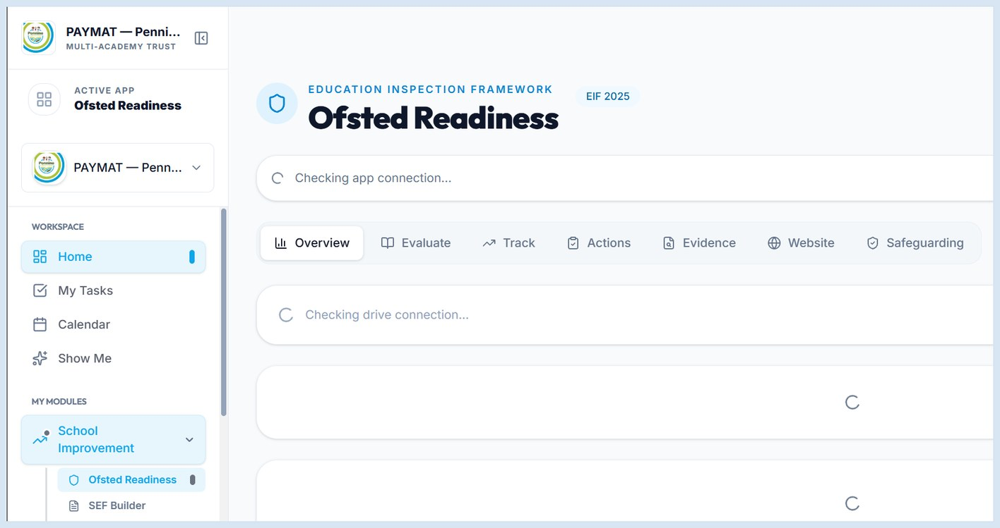 PAYMAT — Penni...
MULTI-ACADEMY TRUST
ACTIVE APP
Ofsted Readiness
Pennine
PAYMAT — Penn...
WORKSPACE
Home
My Tasks
Calendar
Show Me
MY MODULES
School
Improvement
Ofsted Readiness
SEF Builder
EDUCATION INSPECTION FRAMEWORK
EIF 2025
Ofsted Readiness
Checking app connection...
Overview
Evaluate
Track
Actions
Evidence
Website
Safeguarding
Checking drive connection...